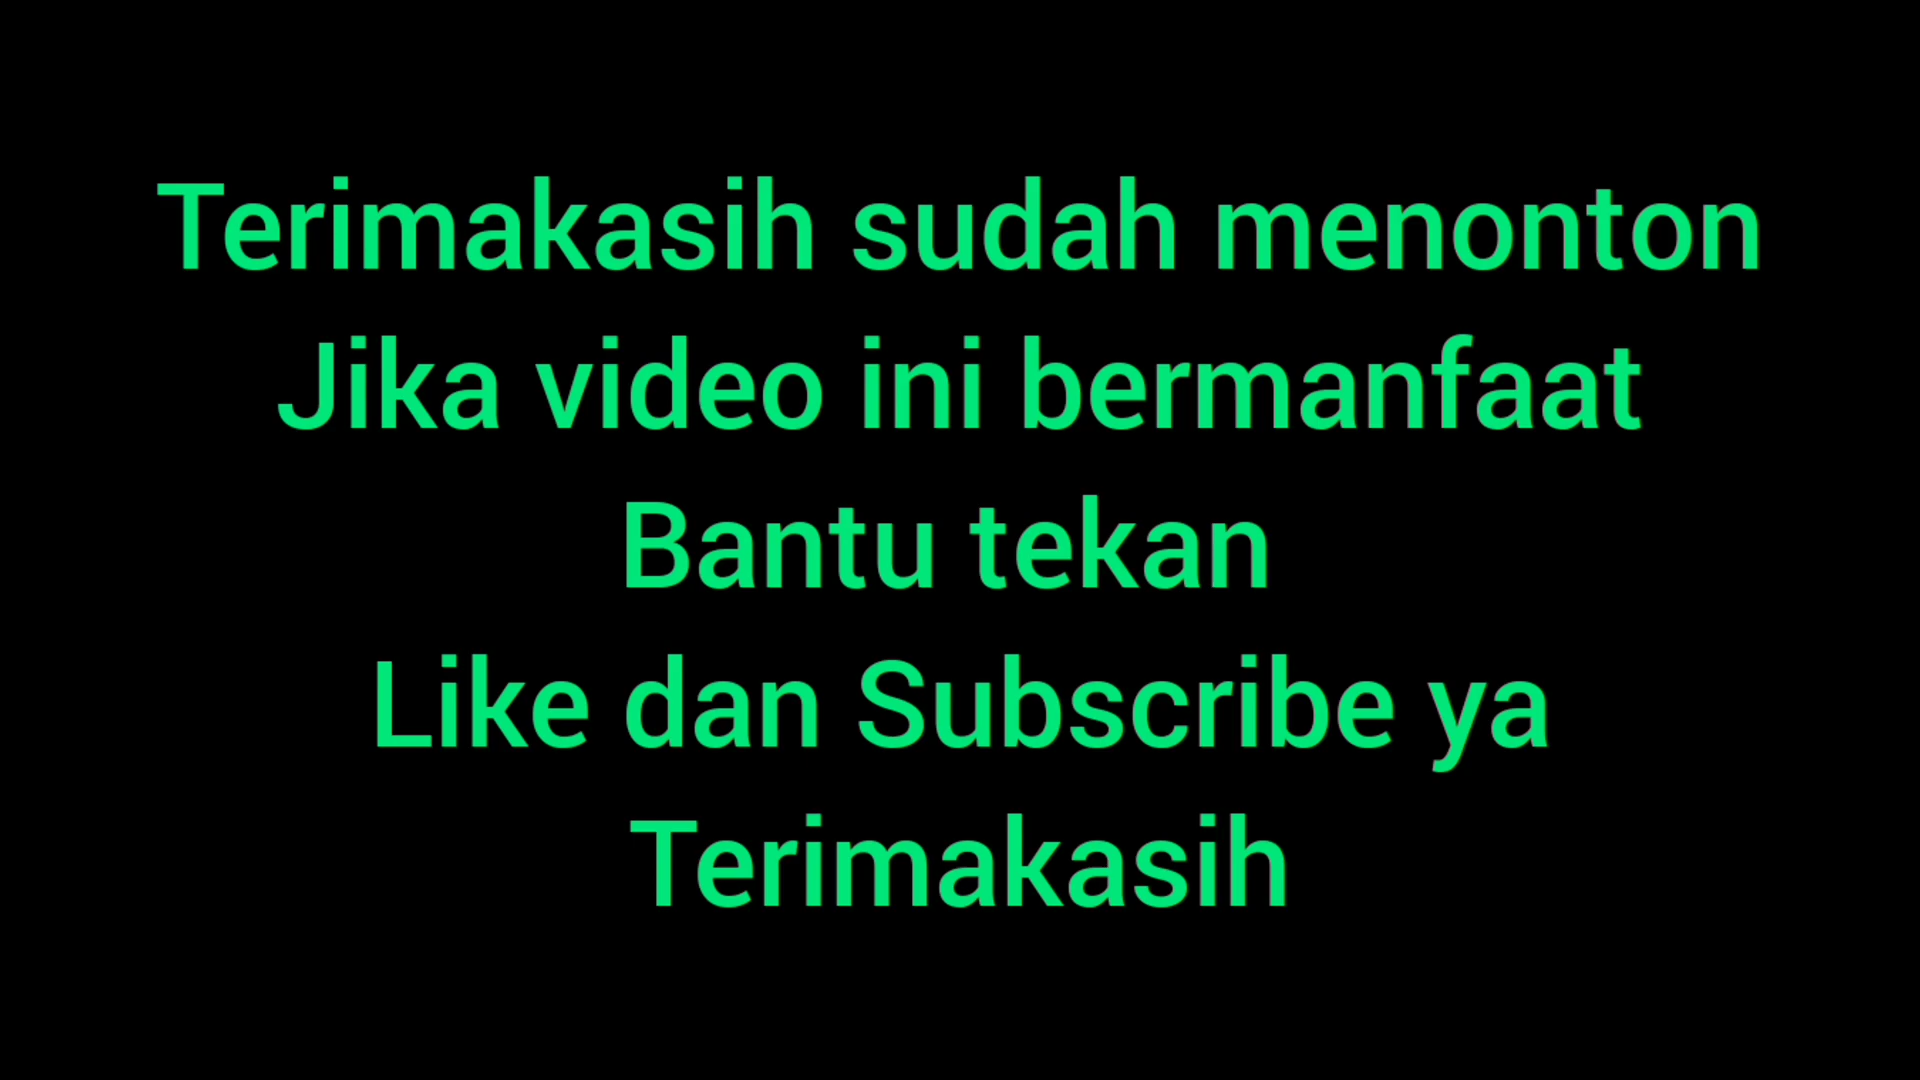 Terimakasih sudah menonton
Jika video ini bermanfaat
Bantu tekan
Like dan Subscribe ya
Terimakasih